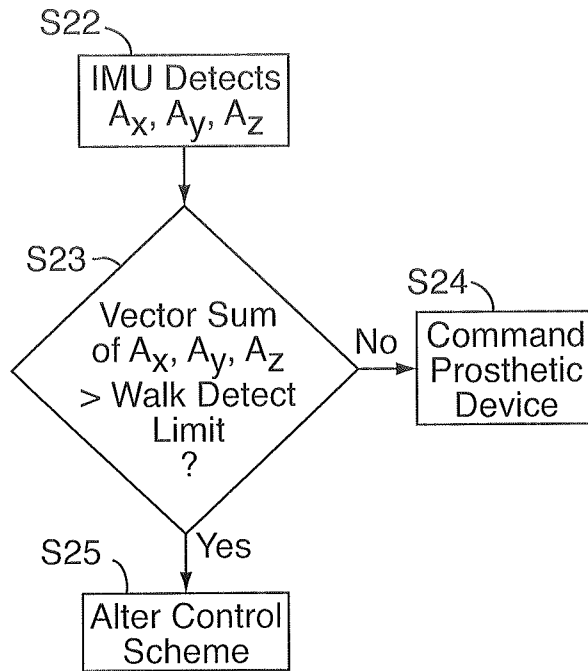 S22
IMU Detects
Ax, Ay, Az
S23
Vector Sum
of Ax, Ay, Az
> Walk Detect
Limit
?
No
S24
Command
Prosthetic
Device
Yes
S25
Alter Control
Scheme